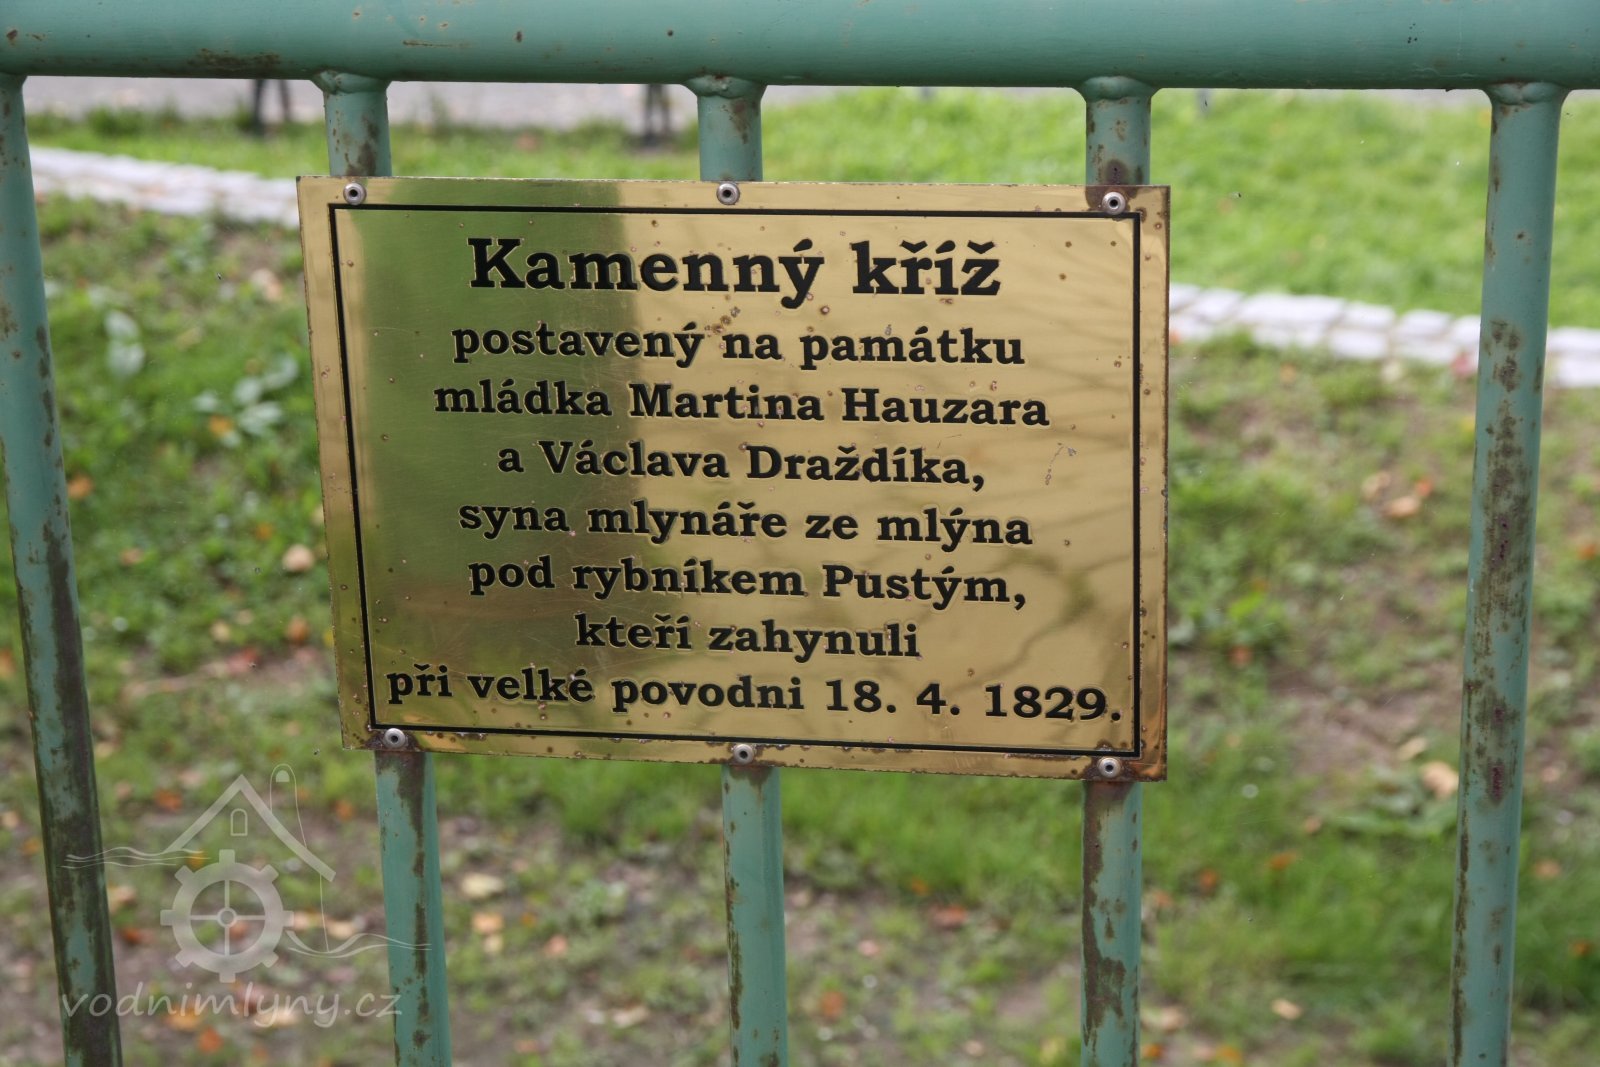 Kamenný kříž
postavený na památku
mládka Martina Hauzara
a Václava Draždíka,
syna mlynáře ze mlýna
pod rybníkem Pustým,
kteří zahynuli
při velké povodni 18. 4. 1829.
vodnimlyny.cz